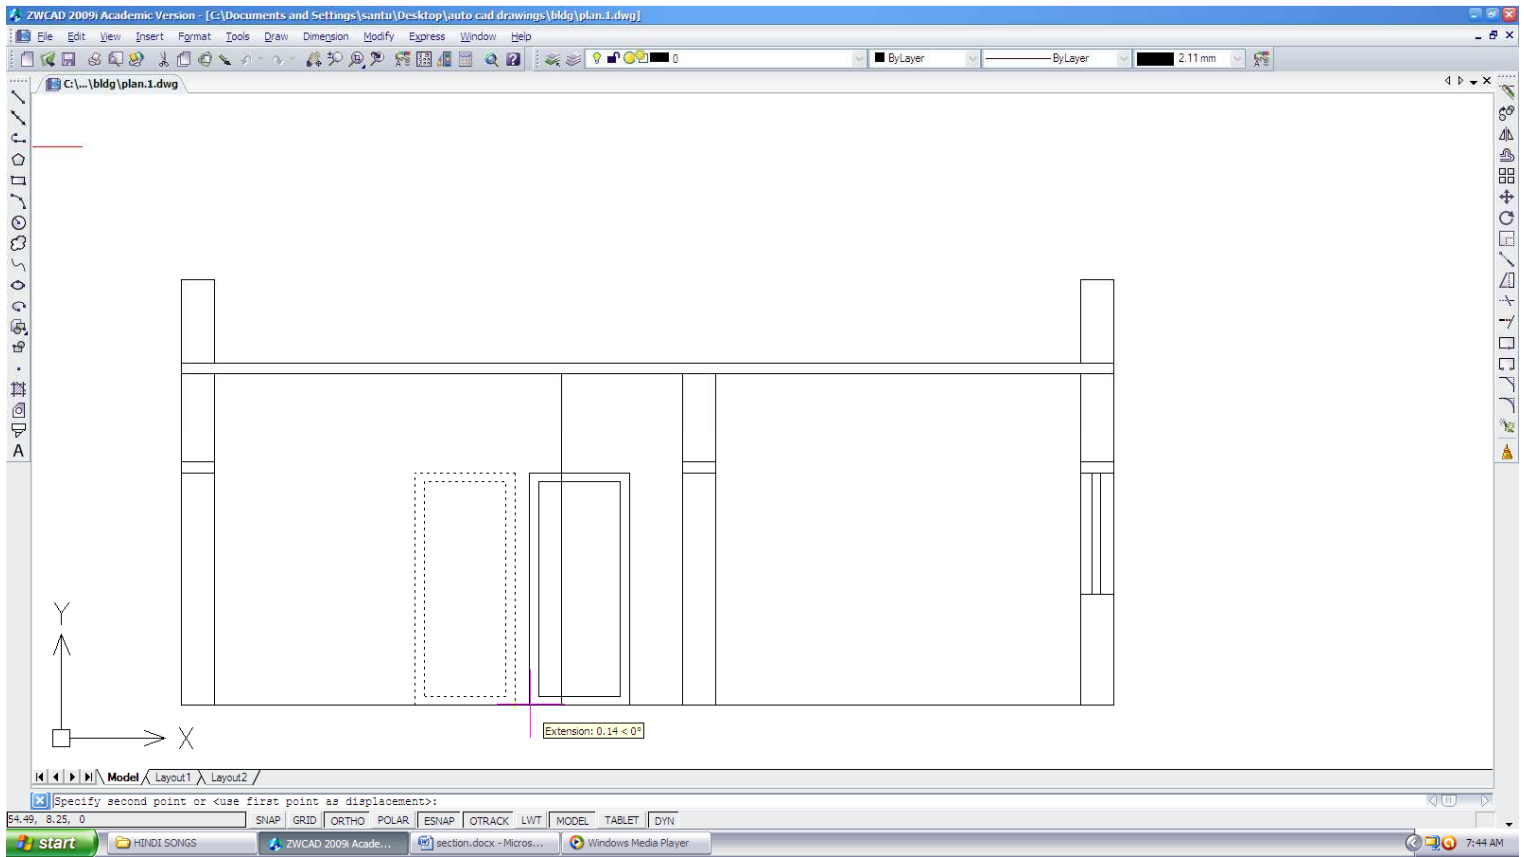 ZWCAD 2009i Academic Version - [C:\Documents and Settings\santu\Desktop\auto cad drawings\bldg\plan.1.dwg]
File Edit View Insert Format Tools Draw Dimension Modify Express Window Help
0 ByLayer ByLayer 2.11 mm
C:\...\bldg\plan.1.dwg
A
Y
X
Extension: 0.14 < 0°
Model Layout1 Layout2
Specify second point or <use first point as displacement>:
54.49, 8.25, 0 SNAP GRID ORTHO POLAR ESNAP OTRACK LWT MODEL TABLET DYN
start HINDI SONGS ZWCAD 2009i Acade... section.docx - Micros... Windows Media Player 7:44 AM